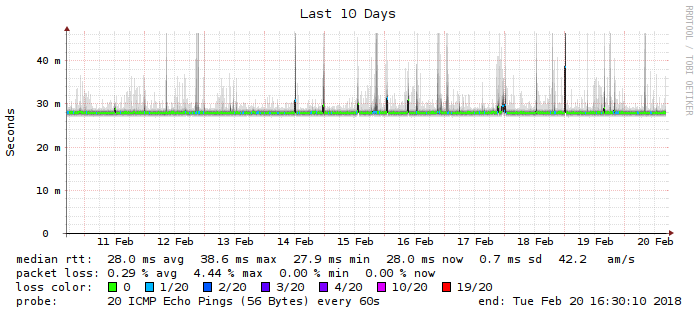 Last 10 Days
RRDTOOL / TOBI OETIKER
Seconds
40 m
30 m
20 m
10 m
0
11 Feb 12 Feb 13 Feb 14 Feb 15 Feb 16 Feb 17 Feb 18 Feb 19 Feb 20 Feb
median rtt: 28.0 ms avg 38.6 ms max 27.9 ms min 28.0 ms now 0.7 ms sd 42.2 am/s
packet loss: 0.29 % avg 4.44 % max 0.00 % min 0.00 % now
loss color: 0 1/20 2/20 3/20 4/20 10/20 19/20
probe: 20 ICMP Echo Pings (56 Bytes) every 60s end: Tue Feb 20 16:30:10 2018